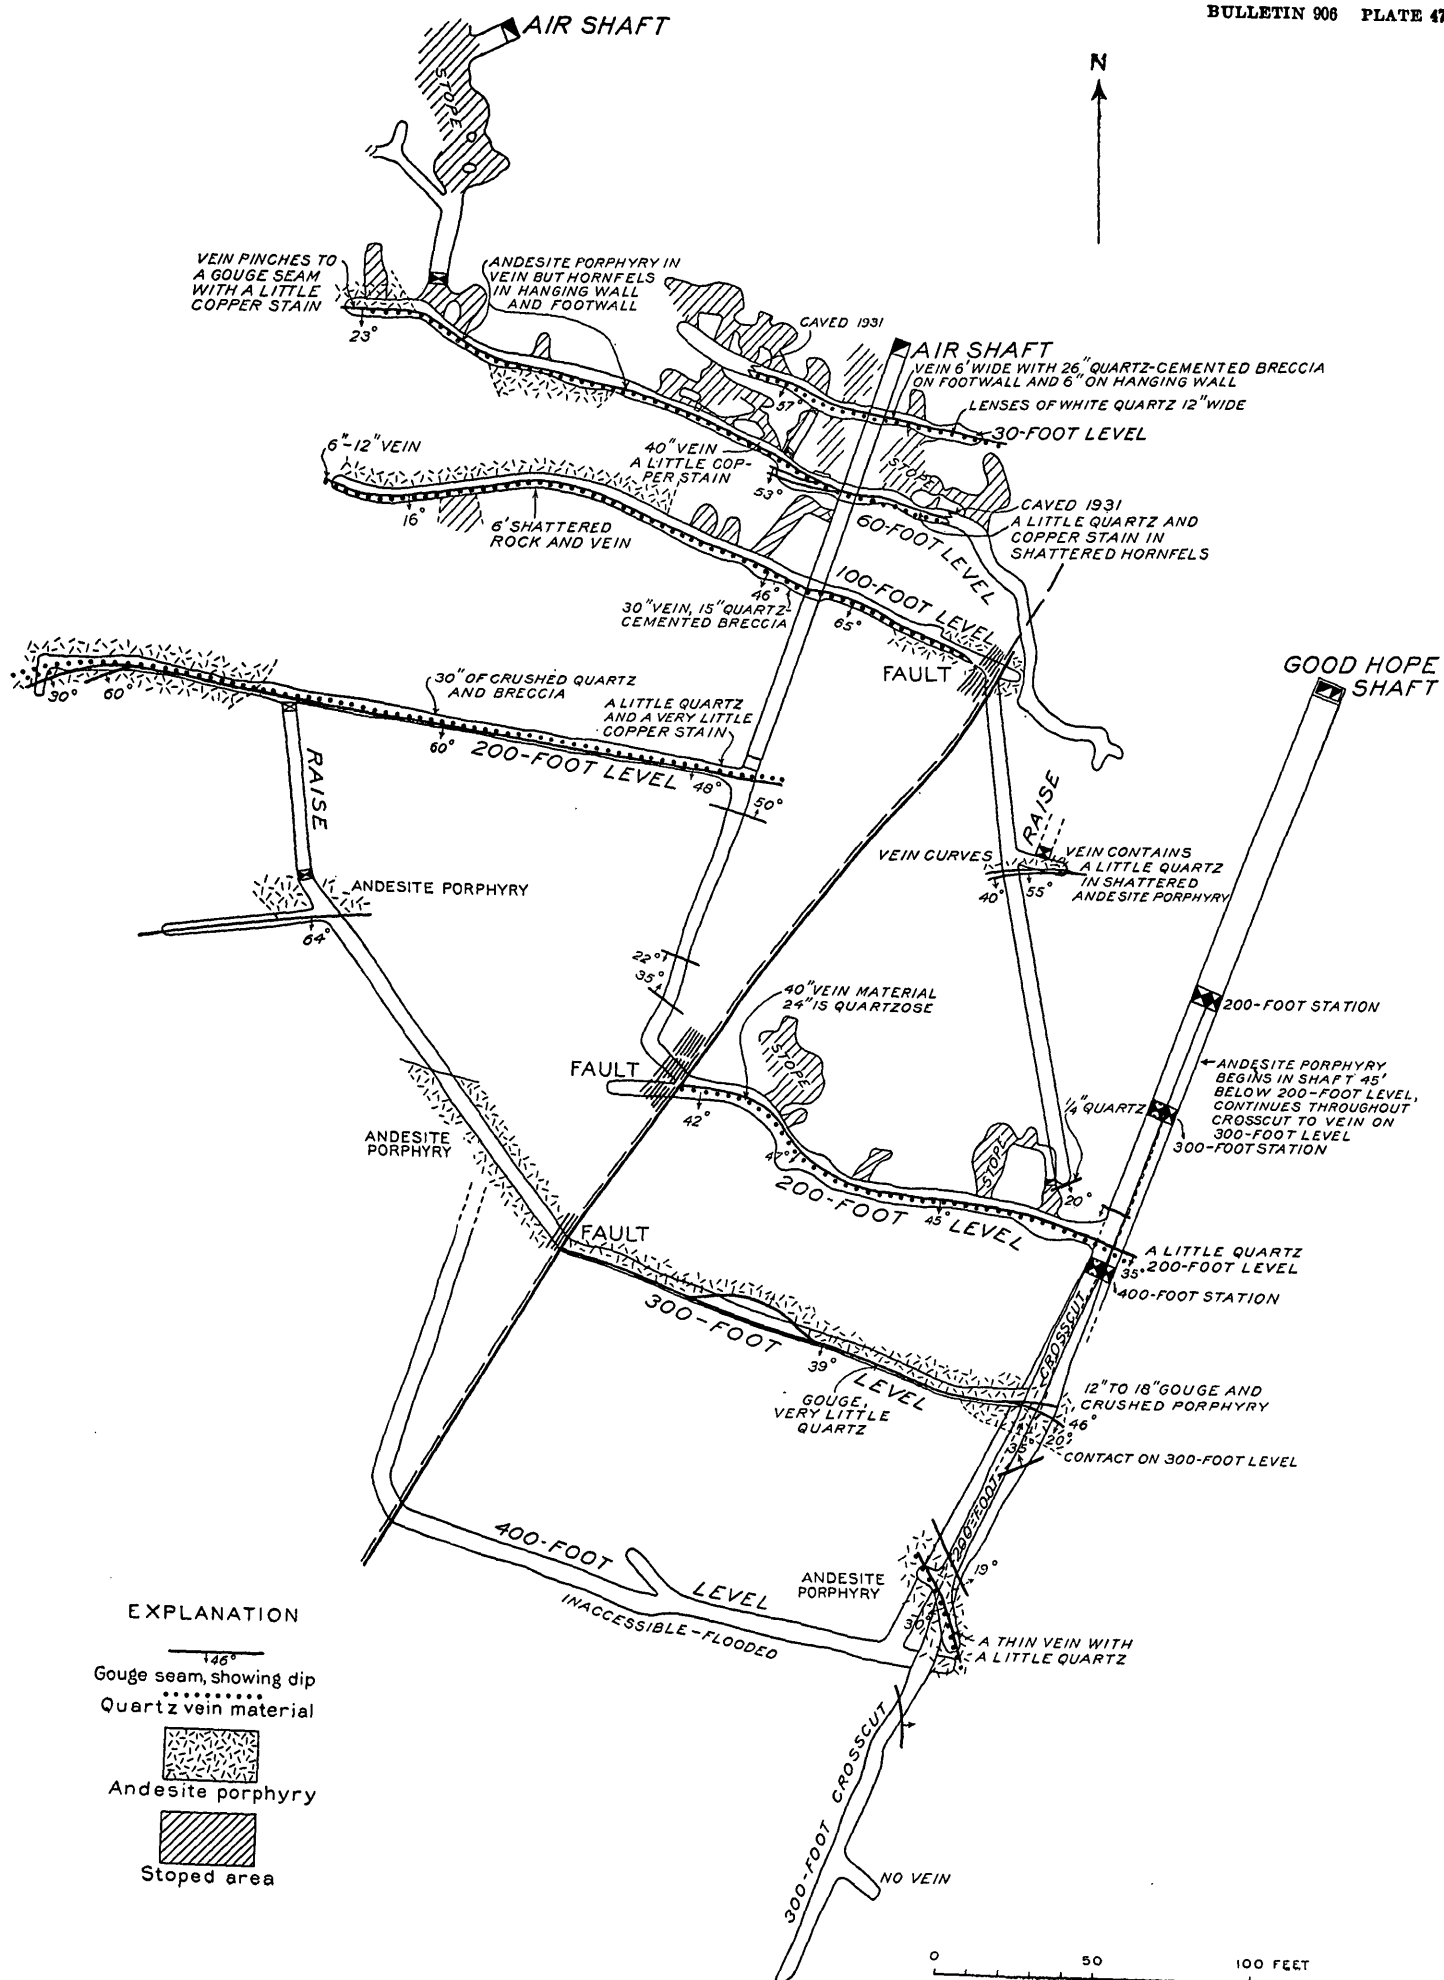 BULLETIN 906 PLATE 47
AIR SHAFT
N
STOPE
VEIN PINCHES TO
A GOUGE SEAM
WITH A LITTLE
COPPER STAIN
ANDESITE PORPHYRY IN
VEIN BUT HORNFELS
IN HANGING WALL
AND FOOTWALL
23°
CAVED 1931
AIR SHAFT
VEIN 6' WIDE WITH 26" QUARTZ-CEMENTED BRECCIA
ON FOOTWALL AND 6" ON HANGING WALL
57°
LENSES OF WHITE QUARTZ 12" WIDE
30-FOOT LEVEL
6"-12" VEIN
40" VEIN
A LITTLE COP-
PER STAIN
53°
STOPE
16°
6' SHATTERED
ROCK AND VEIN
60-FOOT LEVEL
CAVED 1931
A LITTLE QUARTZ AND
COPPER STAIN IN
SHATTERED HORNFELS
100-FOOT LEVEL
46°
30" VEIN, 15" QUARTZ-
CEMENTED BRECCIA
65°
FAULT
GOOD HOPE
SHAFT
30°
60°
30" OF CRUSHED QUARTZ
AND BRECCIA
A LITTLE QUARTZ
AND A VERY LITTLE
COPPER STAIN
60°
200-FOOT LEVEL
48°
50°
RAISE
RAISE
VEIN CURVES
VEIN CONTAINS
A LITTLE QUARTZ
IN SHATTERED
ANDESITE PORPHYRY
40°
55°
ANDESITE PORPHYRY
64°
22°
35°
40" VEIN MATERIAL
24" IS QUARTZOSE
200-FOOT STATION
STOPE
FAULT
42°
ANDESITE PORPHYRY
BEGINS IN SHAFT 45'
BELOW 200-FOOT LEVEL,
CONTINUES THROUGHOUT
CROSSCUT TO VEIN ON
300-FOOT LEVEL
1/4" QUARTZ
300-FOOT STATION
ANDESITE
PORPHYRY
47°
STOPE
200-FOOT LEVEL
45°
20°
FAULT
A LITTLE QUARTZ
200-FOOT LEVEL
35°
400-FOOT STATION
300-FOOT LEVEL
39°
CROSSCUT
GOUGE,
VERY LITTLE
QUARTZ
12" TO 18" GOUGE AND
CRUSHED PORPHYRY
46°
20°
35°
CONTACT ON 300-FOOT LEVEL
200-FOOT
400-FOOT LEVEL
INACCESSIBLE-FLOODED
ANDESITE
PORPHYRY
19°
30°
A THIN VEIN WITH
A LITTLE QUARTZ
300-FOOT CROSSCUT
NO VEIN
EXPLANATION
46°
Gouge seam, showing dip
Quartz vein material
Andesite porphyry
Stoped area
0 50 100 FEET